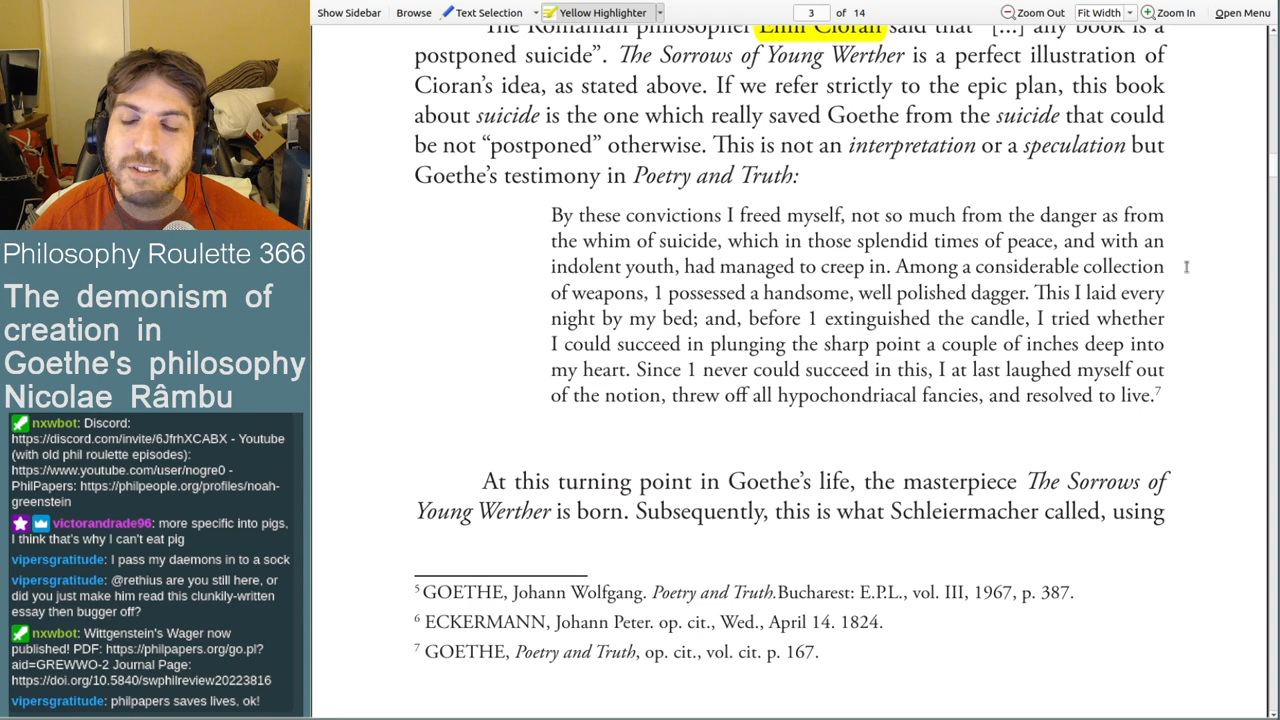 Show Sidebar Browse Text Selection Yellow Highlighter 3 of 14 Zoom Out Fit Width Zoom In Open Menu
The Romanian philosopher Emil Cioran said that “[...] any book is a
postponed suicide”. The Sorrows of Young Werther is a perfect illustration of
Cioran’s idea, as stated above. If we refer strictly to the epic plan, this book
about suicide is the one which really saved Goethe from the suicide that could
be not “postponed” otherwise. This is not an interpretation or a speculation but
Goethe’s testimony in Poetry and Truth:
By these convictions I freed myself, not so much from the danger as from
the whim of suicide, which in those splendid times of peace, and with an
indolent youth, had managed to creep in. Among a considerable collection
of weapons, 1 possessed a handsome, well polished dagger. This I laid every
night by my bed; and, before 1 extinguished the candle, I tried whether
I could succeed in plunging the sharp point a couple of inches deep into
my heart. Since 1 never could succeed in this, I at last laughed myself out
of the notion, threw off all hypochondriacal fancies, and resolved to live.7
At this turning point in Goethe’s life, the masterpiece The Sorrows of
Young Werther is born. Subsequently, this is what Schleiermacher called, using
5 GOETHE, Johann Wolfgang. Poetry and Truth.Bucharest: E.P.L., vol. III, 1967, p. 387.
6 ECKERMANN, Johann Peter. op. cit., Wed., April 14. 1824.
7 GOETHE, Poetry and Truth, op. cit., vol. cit. p. 167.
Philosophy Roulette 366
The demonism of
creation in
Goethe's philosophy
Nicolae Râmbu
nxwbot: Discord:
https://discord.com/invite/6JfrhXCABX - Youtube
(with old phil roulette episodes):
https://www.youtube.com/user/nogre0 -
PhilPapers: https://philpeople.org/profiles/noah-
greenstein
victorandrade96: more specific into pigs,
I think that's why I can't eat pig
vipersgratitude: I pass my daemons in to a sock
vipersgratitude: @rethius are you still here, or
did you just make him read this clunkily-written
essay then bugger off?
nxwbot: Wittgenstein's Wager now
published! PDF: https://philpapers.org/go.pl?
aid=GREWWO-2 Journal Page:
https://doi.org/10.5840/swphilreview20223816
vipersgratitude: philpapers saves lives, ok!